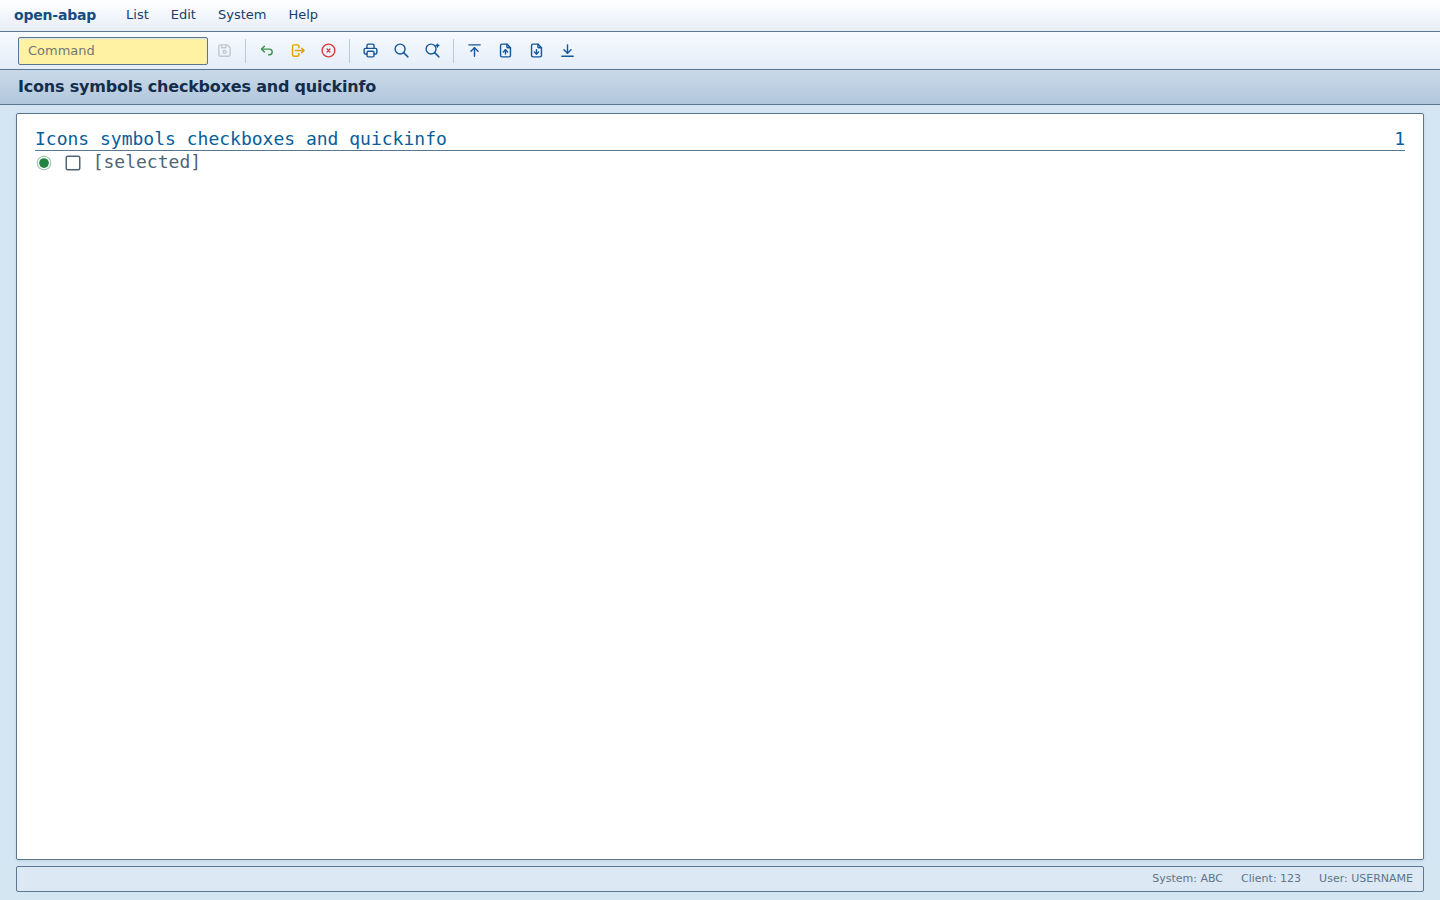 open-abap List Edit System Help
Command
Icons symbols checkboxes and quickinfo
Icons symbols checkboxes and quickinfo 1
[selected]
System: ABC Client: 123 User: USERNAME